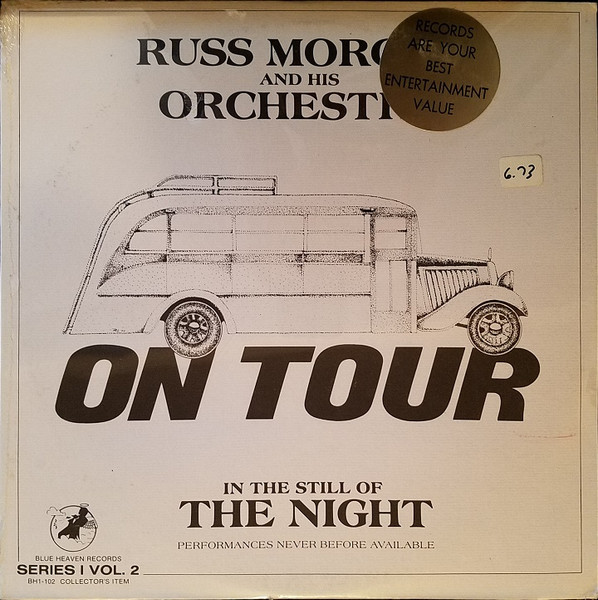 RUSS MORG
AND HIS
ORCHEST
RECORDS
ARE YOUR
BEST
ENTERTAINMENT
VALUE
6.73
ON TOUR
IN THE STILL OF
THE NIGHT
PERFORMANCES NEVER BEFORE AVAILABLE
BLUE HEAVEN RECORDS
SERIES I VOL. 2
BH1-102 COLLECTOR'S ITEM